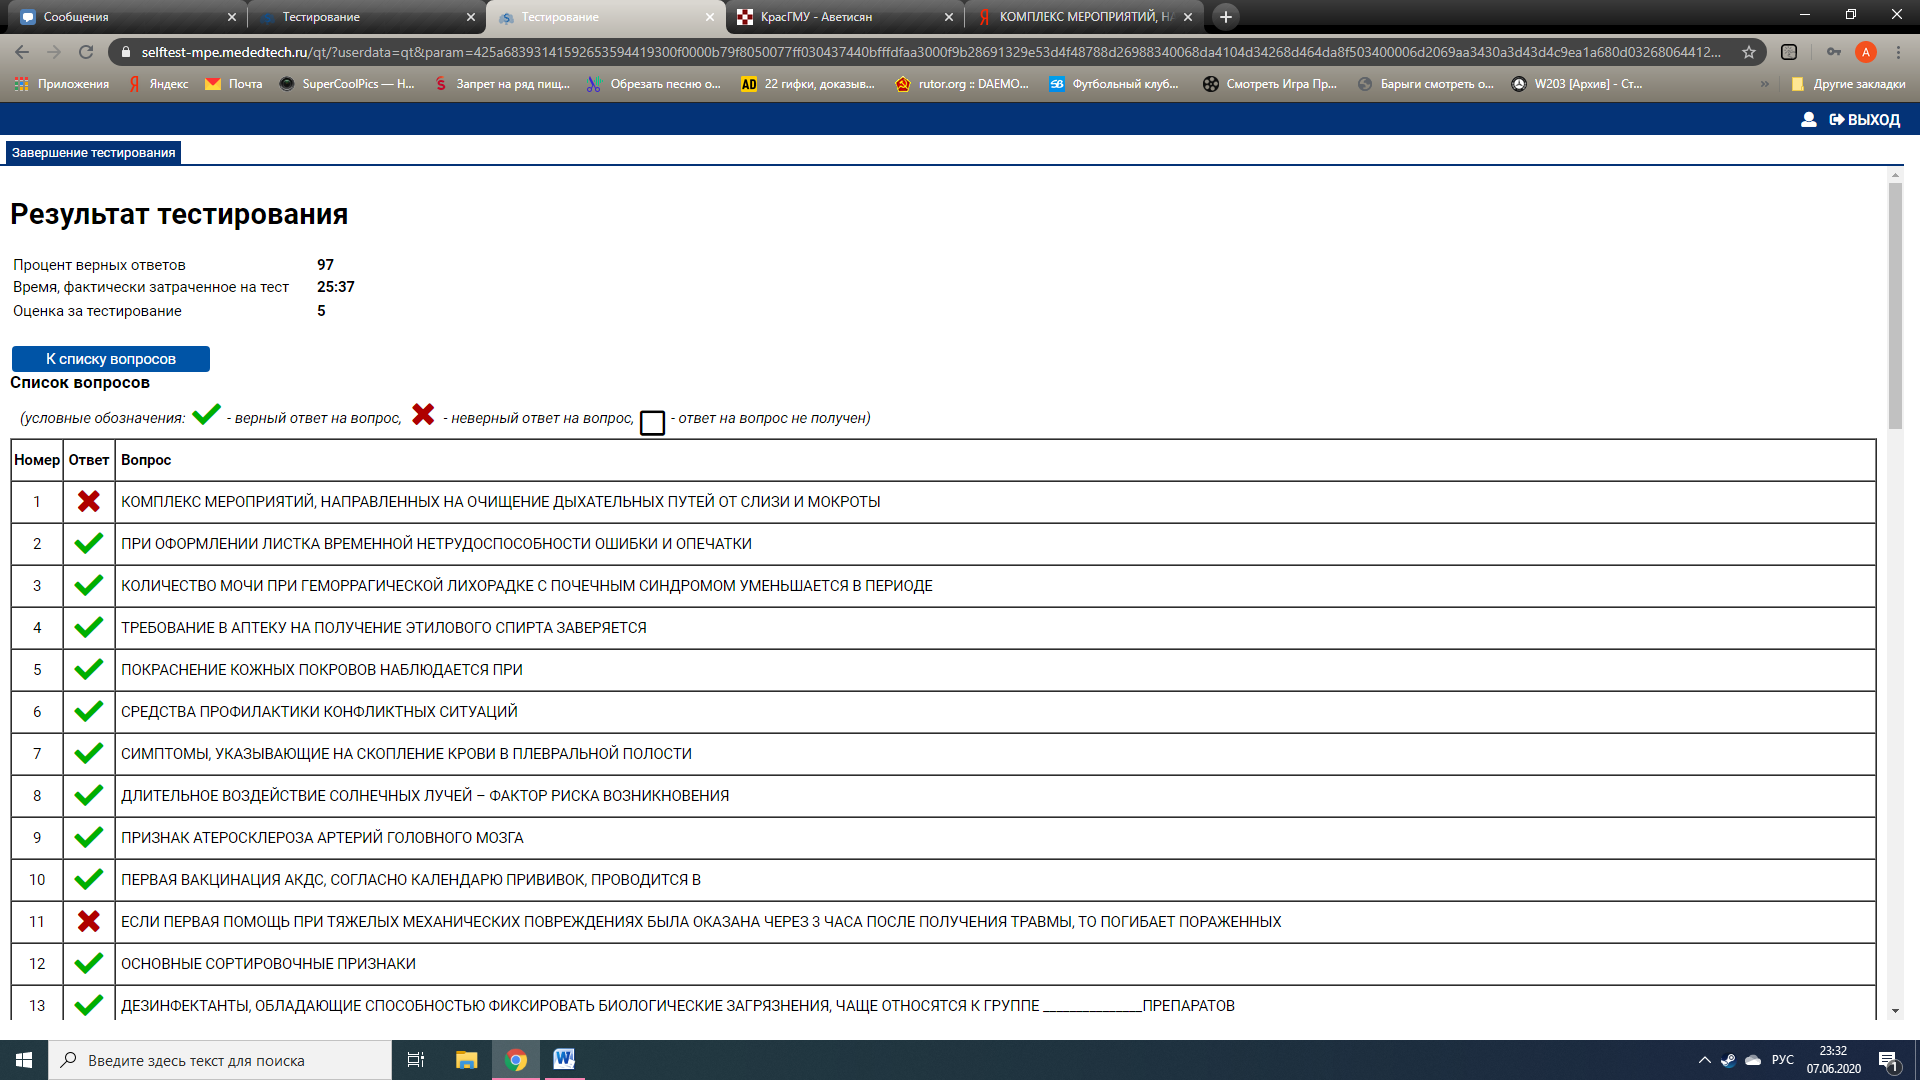 Сообщения
Тестирование
Тестирование
КрасГМУ - Аветисян
КОМПЛЕКС МЕРОПРИЯТИЙ, НА
Приложения
Яндекс
Почта
SuperCoolPics — Н...
Запрет на ряд пищ...
Обрезать песню о...
22 гифки, доказыв...
rutor.org :: DAEMO...
Футбольный клуб...
Смотреть Игра Пр...
Барыги смотреть о...
W203 [Архив] - Ст...
Другие закладки
ВЫХОД
Завершение тестирования
Результат тестирования
Процент верных ответов 97
Время, фактически затраченное на тест 25:37
Оценка за тестирование 5
К списку вопросов
Список вопросов
(условные обозначения: - верный ответ на вопрос, - неверный ответ на вопрос, - ответ на вопрос не получен)
Номер Ответ Вопрос
1 КОМПЛЕКС МЕРОПРИЯТИЙ, НАПРАВЛЕННЫХ НА ОЧИЩЕНИЕ ДЫХАТЕЛЬНЫХ ПУТЕЙ ОТ СЛИЗИ И МОКРОТЫ
2 ПРИ ОФОРМЛЕНИИ ЛИСТКА ВРЕМЕННОЙ НЕТРУДОСПОСОБНОСТИ ОШИБКИ И ОПЕЧАТКИ
3 КОЛИЧЕСТВО МОЧИ ПРИ ГЕМОРРАГИЧЕСКОЙ ЛИХОРАДКЕ С ПОЧЕЧНЫМ СИНДРОМОМ УМЕНЬШАЕТСЯ В ПЕРИОДЕ
4 ТРЕБОВАНИЕ В АПТЕКУ НА ПОЛУЧЕНИЕ ЭТИЛОВОГО СПИРТА ЗАВЕРЯЕТСЯ
5 ПОКРАСНЕНИЕ КОЖНЫХ ПОКРОВОВ НАБЛЮДАЕТСЯ ПРИ
6 СРЕДСТВА ПРОФИЛАКТИКИ КОНФЛИКТНЫХ СИТУАЦИЙ
7 СИМПТОМЫ, УКАЗЫВАЮЩИЕ НА СКОПЛЕНИЕ КРОВИ В ПЛЕВРАЛЬНОЙ ПОЛОСТИ
8 ДЛИТЕЛЬНОЕ ВОЗДЕЙСТВИЕ СОЛНЕЧНЫХ ЛУЧЕЙ – ФАКТОР РИСКА ВОЗНИКНОВЕНИЯ
9 ПРИЗНАК АТЕРОСКЛЕРОЗА АРТЕРИЙ ГОЛОВНОГО МОЗГА
10 ПЕРВАЯ ВАКЦИНАЦИЯ АКДС, СОГЛАСНО КАЛЕНДАРЮ ПРИВИВОК, ПРОВОДИТСЯ В
11 ЕСЛИ ПЕРВАЯ ПОМОЩЬ ПРИ ТЯЖЕЛЫХ МЕХАНИЧЕСКИХ ПОВРЕЖДЕНИЯХ БЫЛА ОКАЗАНА ЧЕРЕЗ 3 ЧАСА ПОСЛЕ ПОЛУЧЕНИЯ ТРАВМЫ, ТО ПОГИБАЕТ ПОРАЖЕННЫХ
12 ОСНОВНЫЕ СОРТИРОВОЧНЫЕ ПРИЗНАКИ
13 ДЕЗИНФЕКТАНТЫ, ОБЛАДАЮЩИЕ СПОСОБНОСТЬЮ ФИКСИРОВАТЬ БИОЛОГИЧЕСКИЕ ЗАГРЯЗНЕНИЯ, ЧАЩЕ ОТНОСЯТСЯ К ГРУППЕ _____________ПРЕПАРАТОВ
Введите здесь текст для поиска
РУС
23:32
07.06.2020